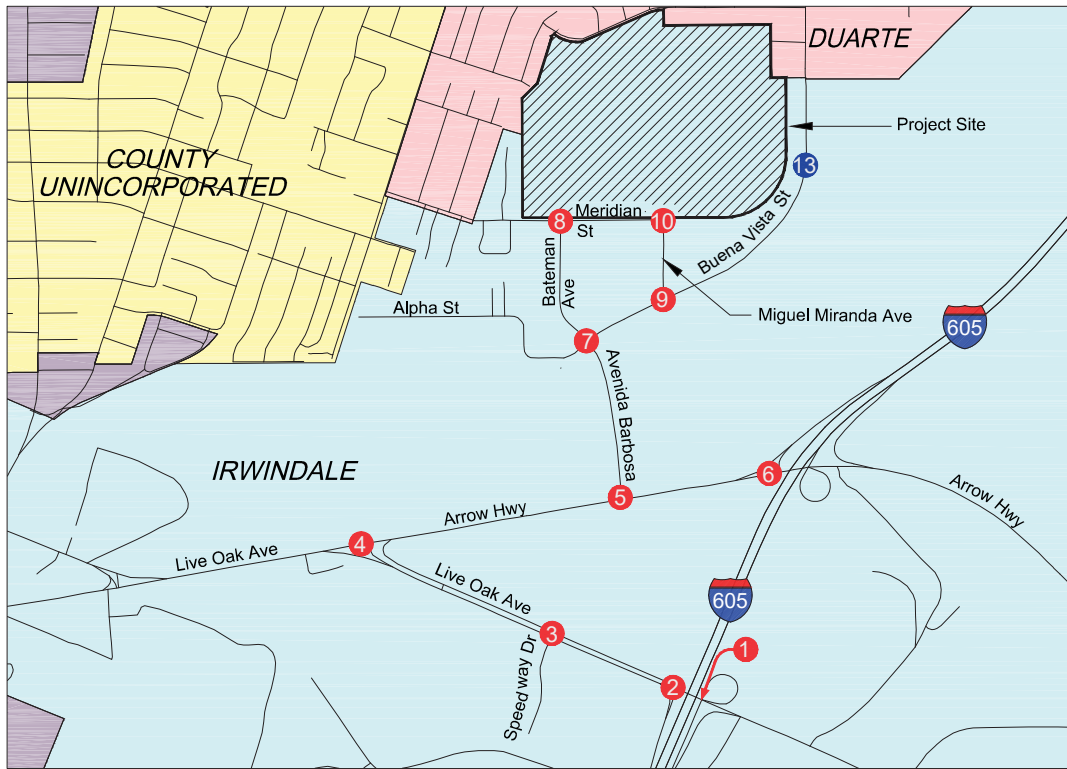 DUARTE
Project Site
COUNTY
UNINCORPORATED
13
Meridian
St
8
10
Buena Vista St
Bateman
Ave
9
Alpha St
Miguel Miranda Ave
605
7
Avenida Barbosa
IRWINDALE
6
5
Arrow Hwy
Arrow Hwy
4
Live Oak Ave
Live Oak Ave
605
3
Speedway Dr
1
2